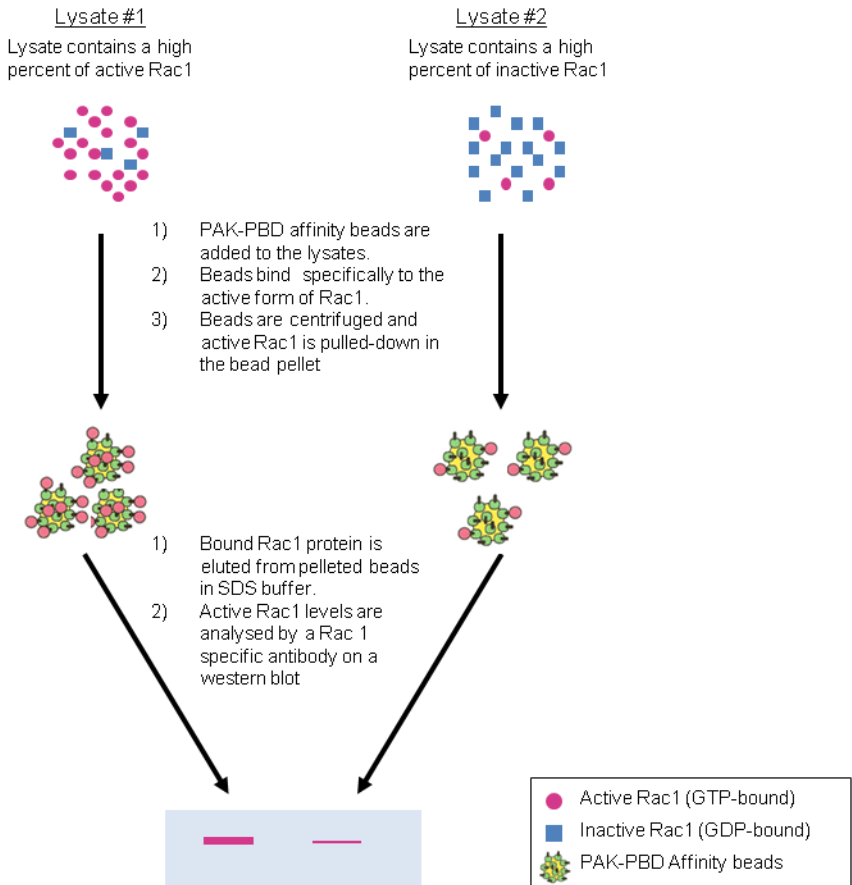 Lysate #1
Lysate contains a high
percent of active Rac1
Lysate #2
Lysate contains a high
percent of inactive Rac1
1) PAK-PBD affinity beads are
added to the lysates.
2) Beads bind specifically to the
active form of Rac1.
3) Beads are centrifuged and
active Rac1 is pulled-down in
the bead pellet
1) Bound Rac1 protein is
eluted from pelleted beads
in SDS buffer.
2) Active Rac1 levels are
analysed by a Rac 1
specific antibody on a
western blot
Active Rac1 (GTP-bound)
Inactive Rac1 (GDP-bound)
PAK-PBD Affinity beads